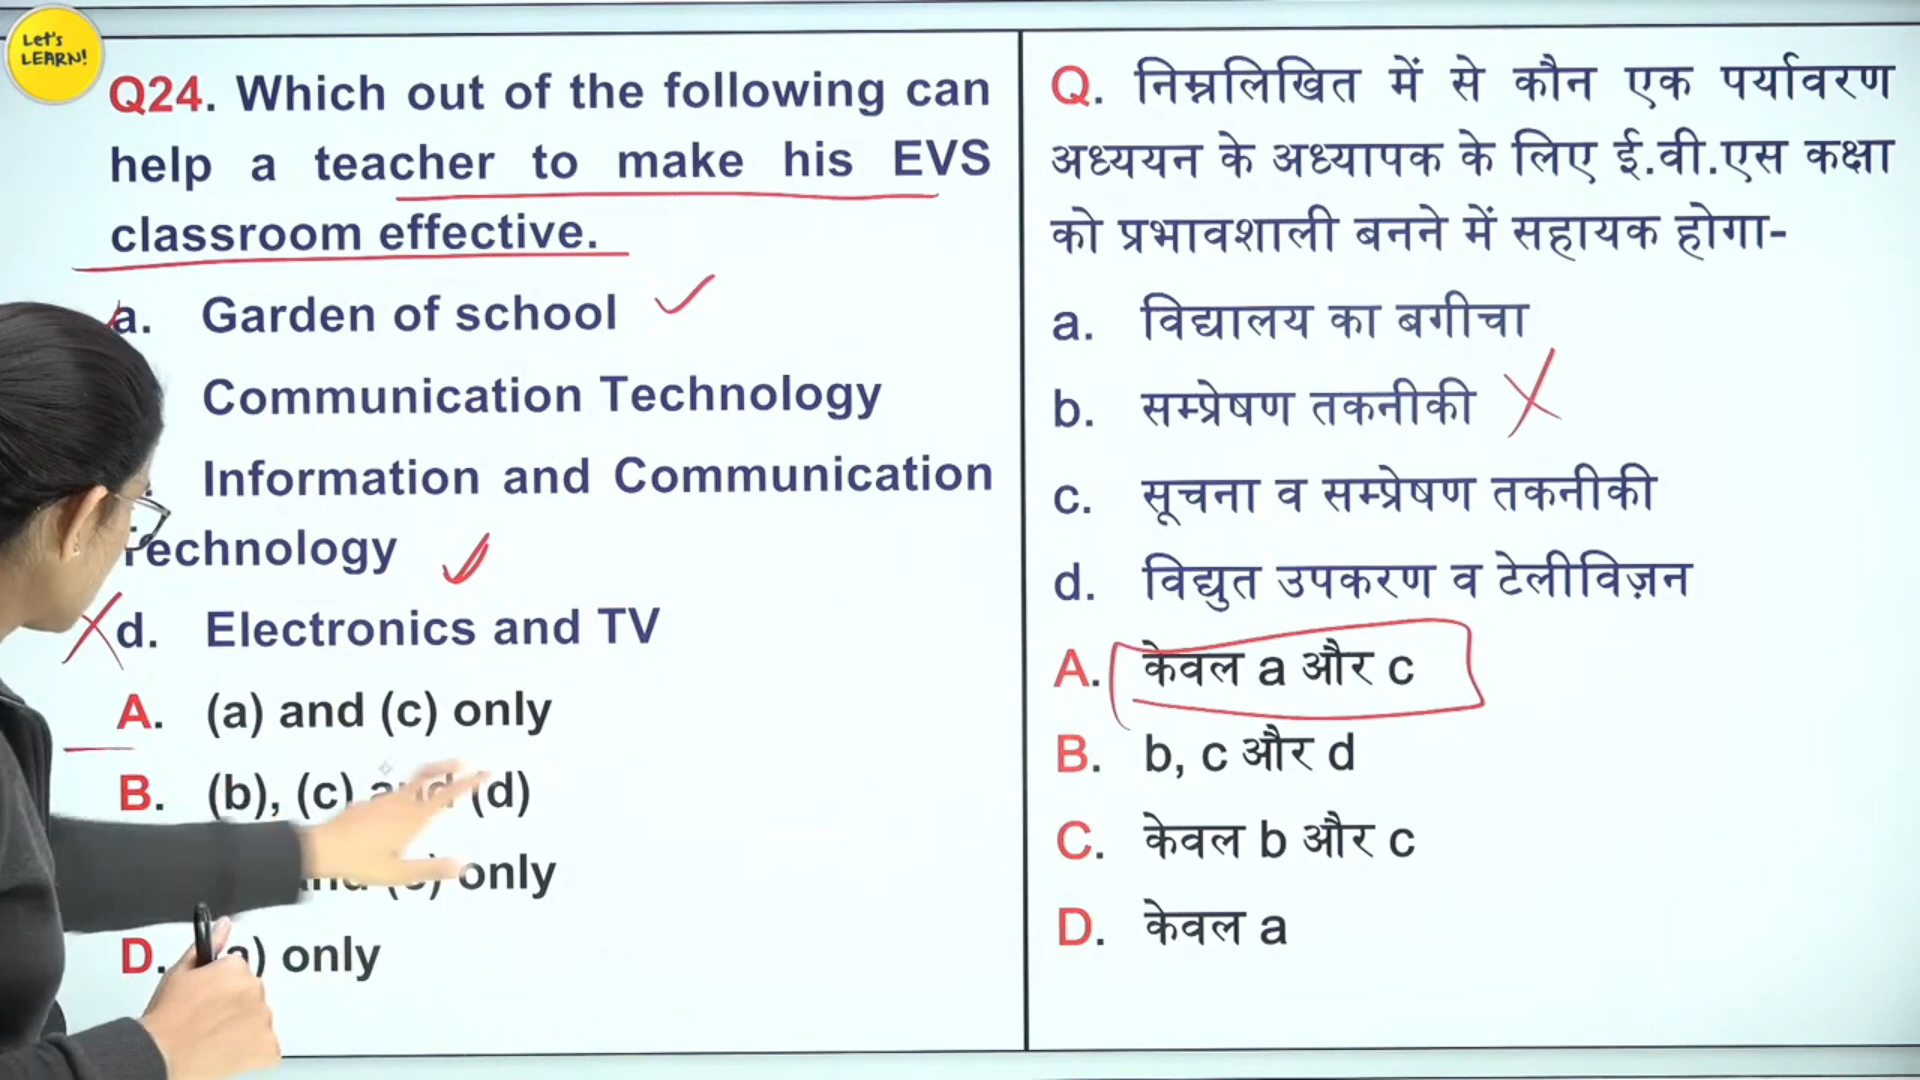 Let's
LEARN!
Q24. Which out of the following can
help a teacher to make his EVS
classroom effective.
a. Garden of school
Communication Technology
Information and Communication
Technology
d. Electronics and TV
A. (a) and (c) only
B. (b), (c) and (d)
only
D. (a) only
Q. निम्नलिखित में से कौन एक पर्यावरण
अध्ययन के अध्यापक के लिए ई.वी.एस कक्षा
को प्रभावशाली बनने में सहायक होगा-
a. विद्यालय का बगीचा
b. सम्प्रेषण तकनीकी
c. सूचना व सम्प्रेषण तकनीकी
d. विद्युत उपकरण व टेलीविज़न
A. केवल a और c
B. b, c और d
C. केवल b और c
D. केवल a